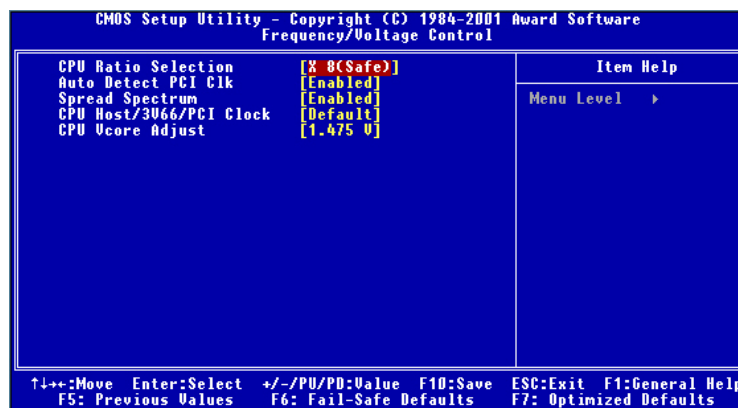 CMOS Setup Utility - Copyright (C) 1984-2001 Award Software
Frequency/Voltage Control
CPU Ratio Selection [X 8(Safe)]
Auto Detect PCI Clk [Enabled]
Spread Spectrum [Enabled]
CPU Host/3V66/PCI Clock [Default]
CPU Vcore Adjust [1.475 V]
Item Help
Menu Level ▸
↑↓→←:Move Enter:Select +/-/PU/PD:Value F10:Save ESC:Exit F1:General Help
F5: Previous Values F6: Fail-Safe Defaults F7: Optimized Defaults